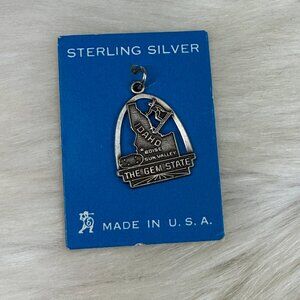 STERLING SILVER
IDAHO
BOISE
SUN VALLEY
THE GEM STATE
MADE IN U.S.A.